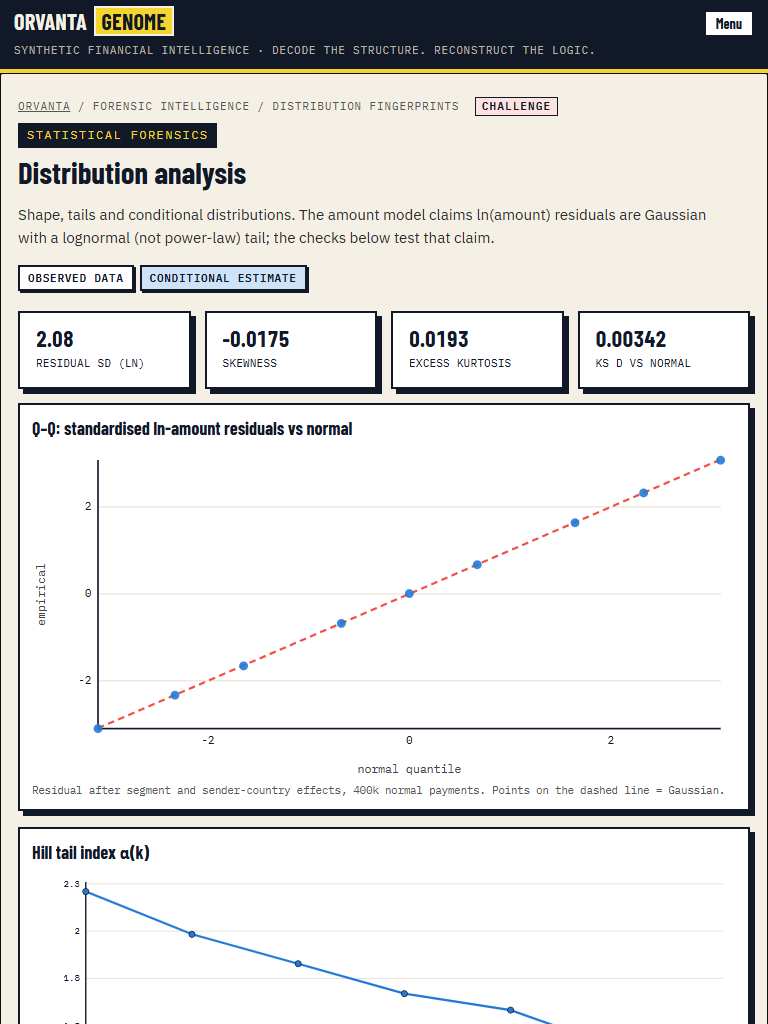 ORVANTA GENOME
Menu
SYNTHETIC FINANCIAL INTELLIGENCE · DECODE THE STRUCTURE. RECONSTRUCT THE LOGIC.
ORVANTA / FORENSIC INTELLIGENCE / DISTRIBUTION FINGERPRINTS CHALLENGE
STATISTICAL FORENSICS
Distribution analysis
Shape, tails and conditional distributions. The amount model claims ln(amount) residuals are Gaussian
with a lognormal (not power-law) tail; the checks below test that claim.
OBSERVED DATA CONDITIONAL ESTIMATE
2.08
RESIDUAL SD (LN)
-0.0175
SKEWNESS
0.0193
EXCESS KURTOSIS
0.00342
KS D VS NORMAL
Q–Q: standardised ln-amount residuals vs normal
2
0
-2
empirical
-2 0 2
normal quantile
Residual after segment and sender-country effects, 400k normal payments. Points on the dashed line = Gaussian.
Hill tail index α(k)
2.3
2
1.8